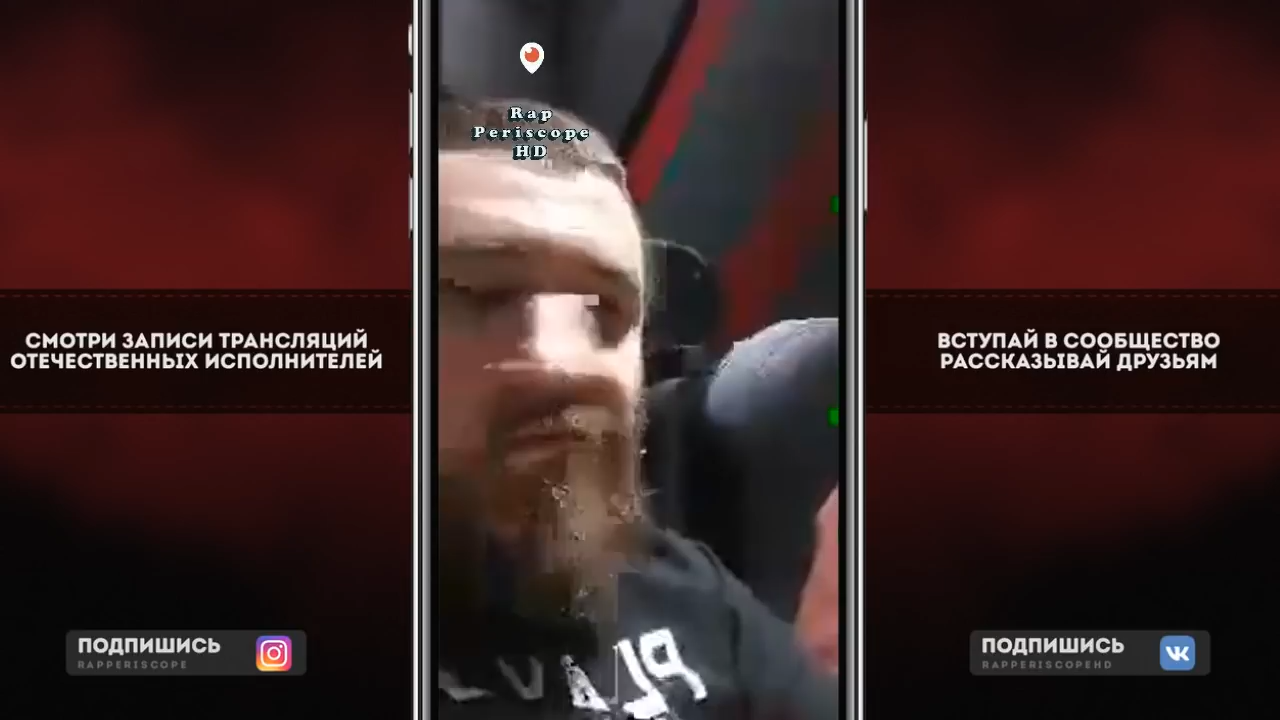 Rap
Periscope
HD
СМОТРИ ЗАПИСИ ТРАНСЛЯЦИЙ
ОТЕЧЕСТВЕННЫХ ИСПОЛНИТЕЛЕЙ
ВСТУПАЙ В СООБЩЕСТВО
РАССКАЗЫВАЙ ДРУЗЬЯМ
ПОДПИШИСЬ
RAPPERISCOPE
ПОДПИШИСЬ
RAPPERISCOPEHD